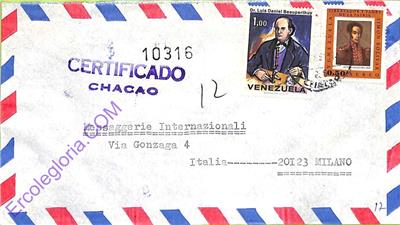 10316
CERTIFICADO
CHACAO
12
Dr. Luis Daniel Beauperthuy
1,00
VENEZUELA
0.50
Messaggerie Internazionali
Via Gonzaga 4
Italia--------20123 MILANO
Ercolegloria.COM
12